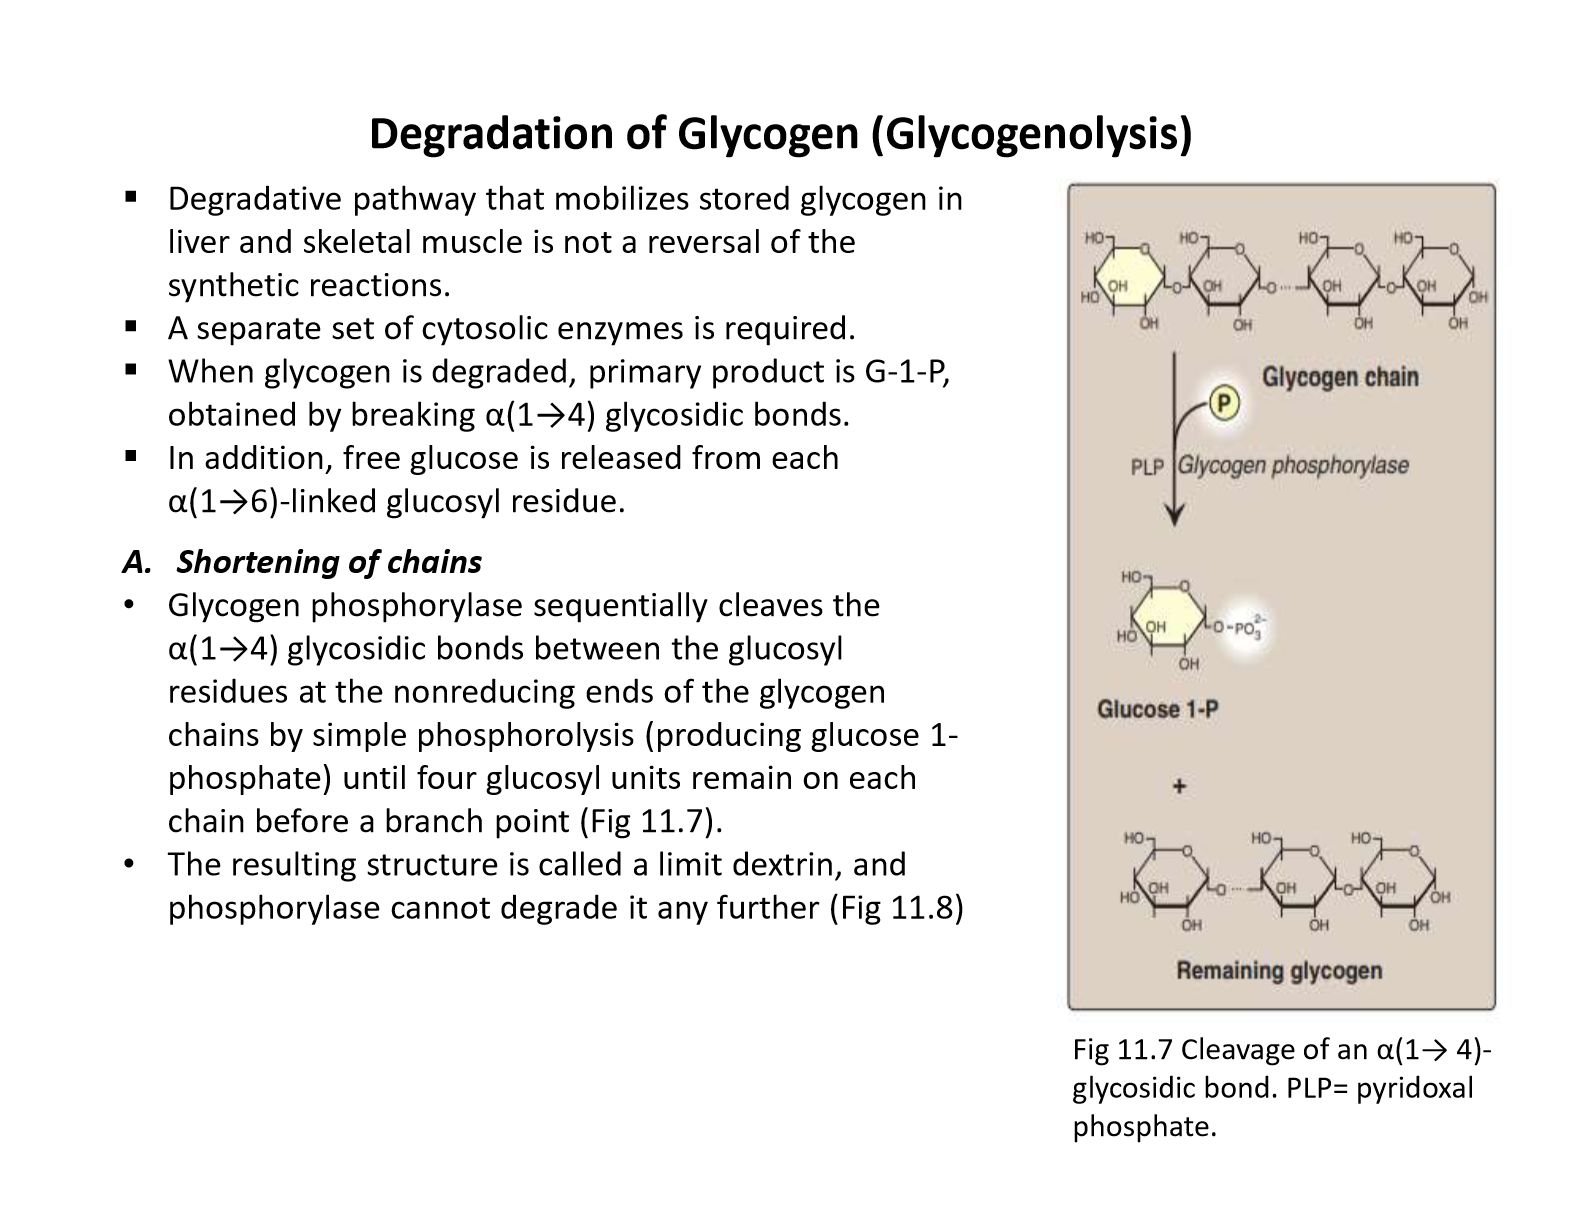 Degradation of Glycogen (Glycogenolysis)
▪ Degradative pathway that mobilizes stored glycogen in
liver and skeletal muscle is not a reversal of the
synthetic reactions.
▪ A separate set of cytosolic enzymes is required.
▪ When glycogen is degraded, primary product is G-1-P,
obtained by breaking α(1→4) glycosidic bonds.
▪ In addition, free glucose is released from each
α(1→6)-linked glucosyl residue.
A. Shortening of chains
• Glycogen phosphorylase sequentially cleaves the
α(1→4) glycosidic bonds between the glucosyl
residues at the nonreducing ends of the glycogen
chains by simple phosphorolysis (producing glucose 1-
phosphate) until four glucosyl units remain on each
chain before a branch point (Fig 11.7).
• The resulting structure is called a limit dextrin, and
phosphorylase cannot degrade it any further (Fig 11.8)
HO HO HO HO
O O O O
OH O OH O ... OH O OH
HO OH
OH OH OH OH
Glycogen chain
P
PLP Glycogen phosphorylase
HO
O
OH O-PO₃²⁻
HO
OH
Glucose 1-P
+
HO HO HO
O O O
OH O ... OH O OH
HO OH
OH OH OH
Remaining glycogen
Fig 11.7 Cleavage of an α(1→ 4)-
glycosidic bond. PLP= pyridoxal
phosphate.